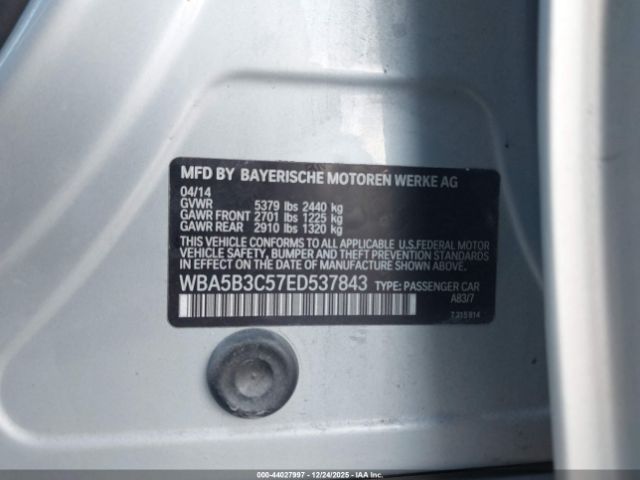 MFD BY BAYERISCHE MOTOREN WERKE AG
04/14
GVWR 5379 lbs 2440 kg
GAWR FRONT 2701 lbs 1225 kg
GAWR REAR 2910 lbs 1320 kg
THIS VEHICLE CONFORMS TO ALL APPLICABLE U.S.FEDERAL MOTOR
VEHICLE SAFETY, BUMPER, AND THEFT PREVENTION STANDARDS
IN EFFECT ON THE DATE OF MANUFACTURE SHOWN ABOVE.
WBA5B3C57ED537843 TYPE: PASSENGER CAR
A83/7
7315814
000-44027997 - 12/24/2025 - IAA Inc.